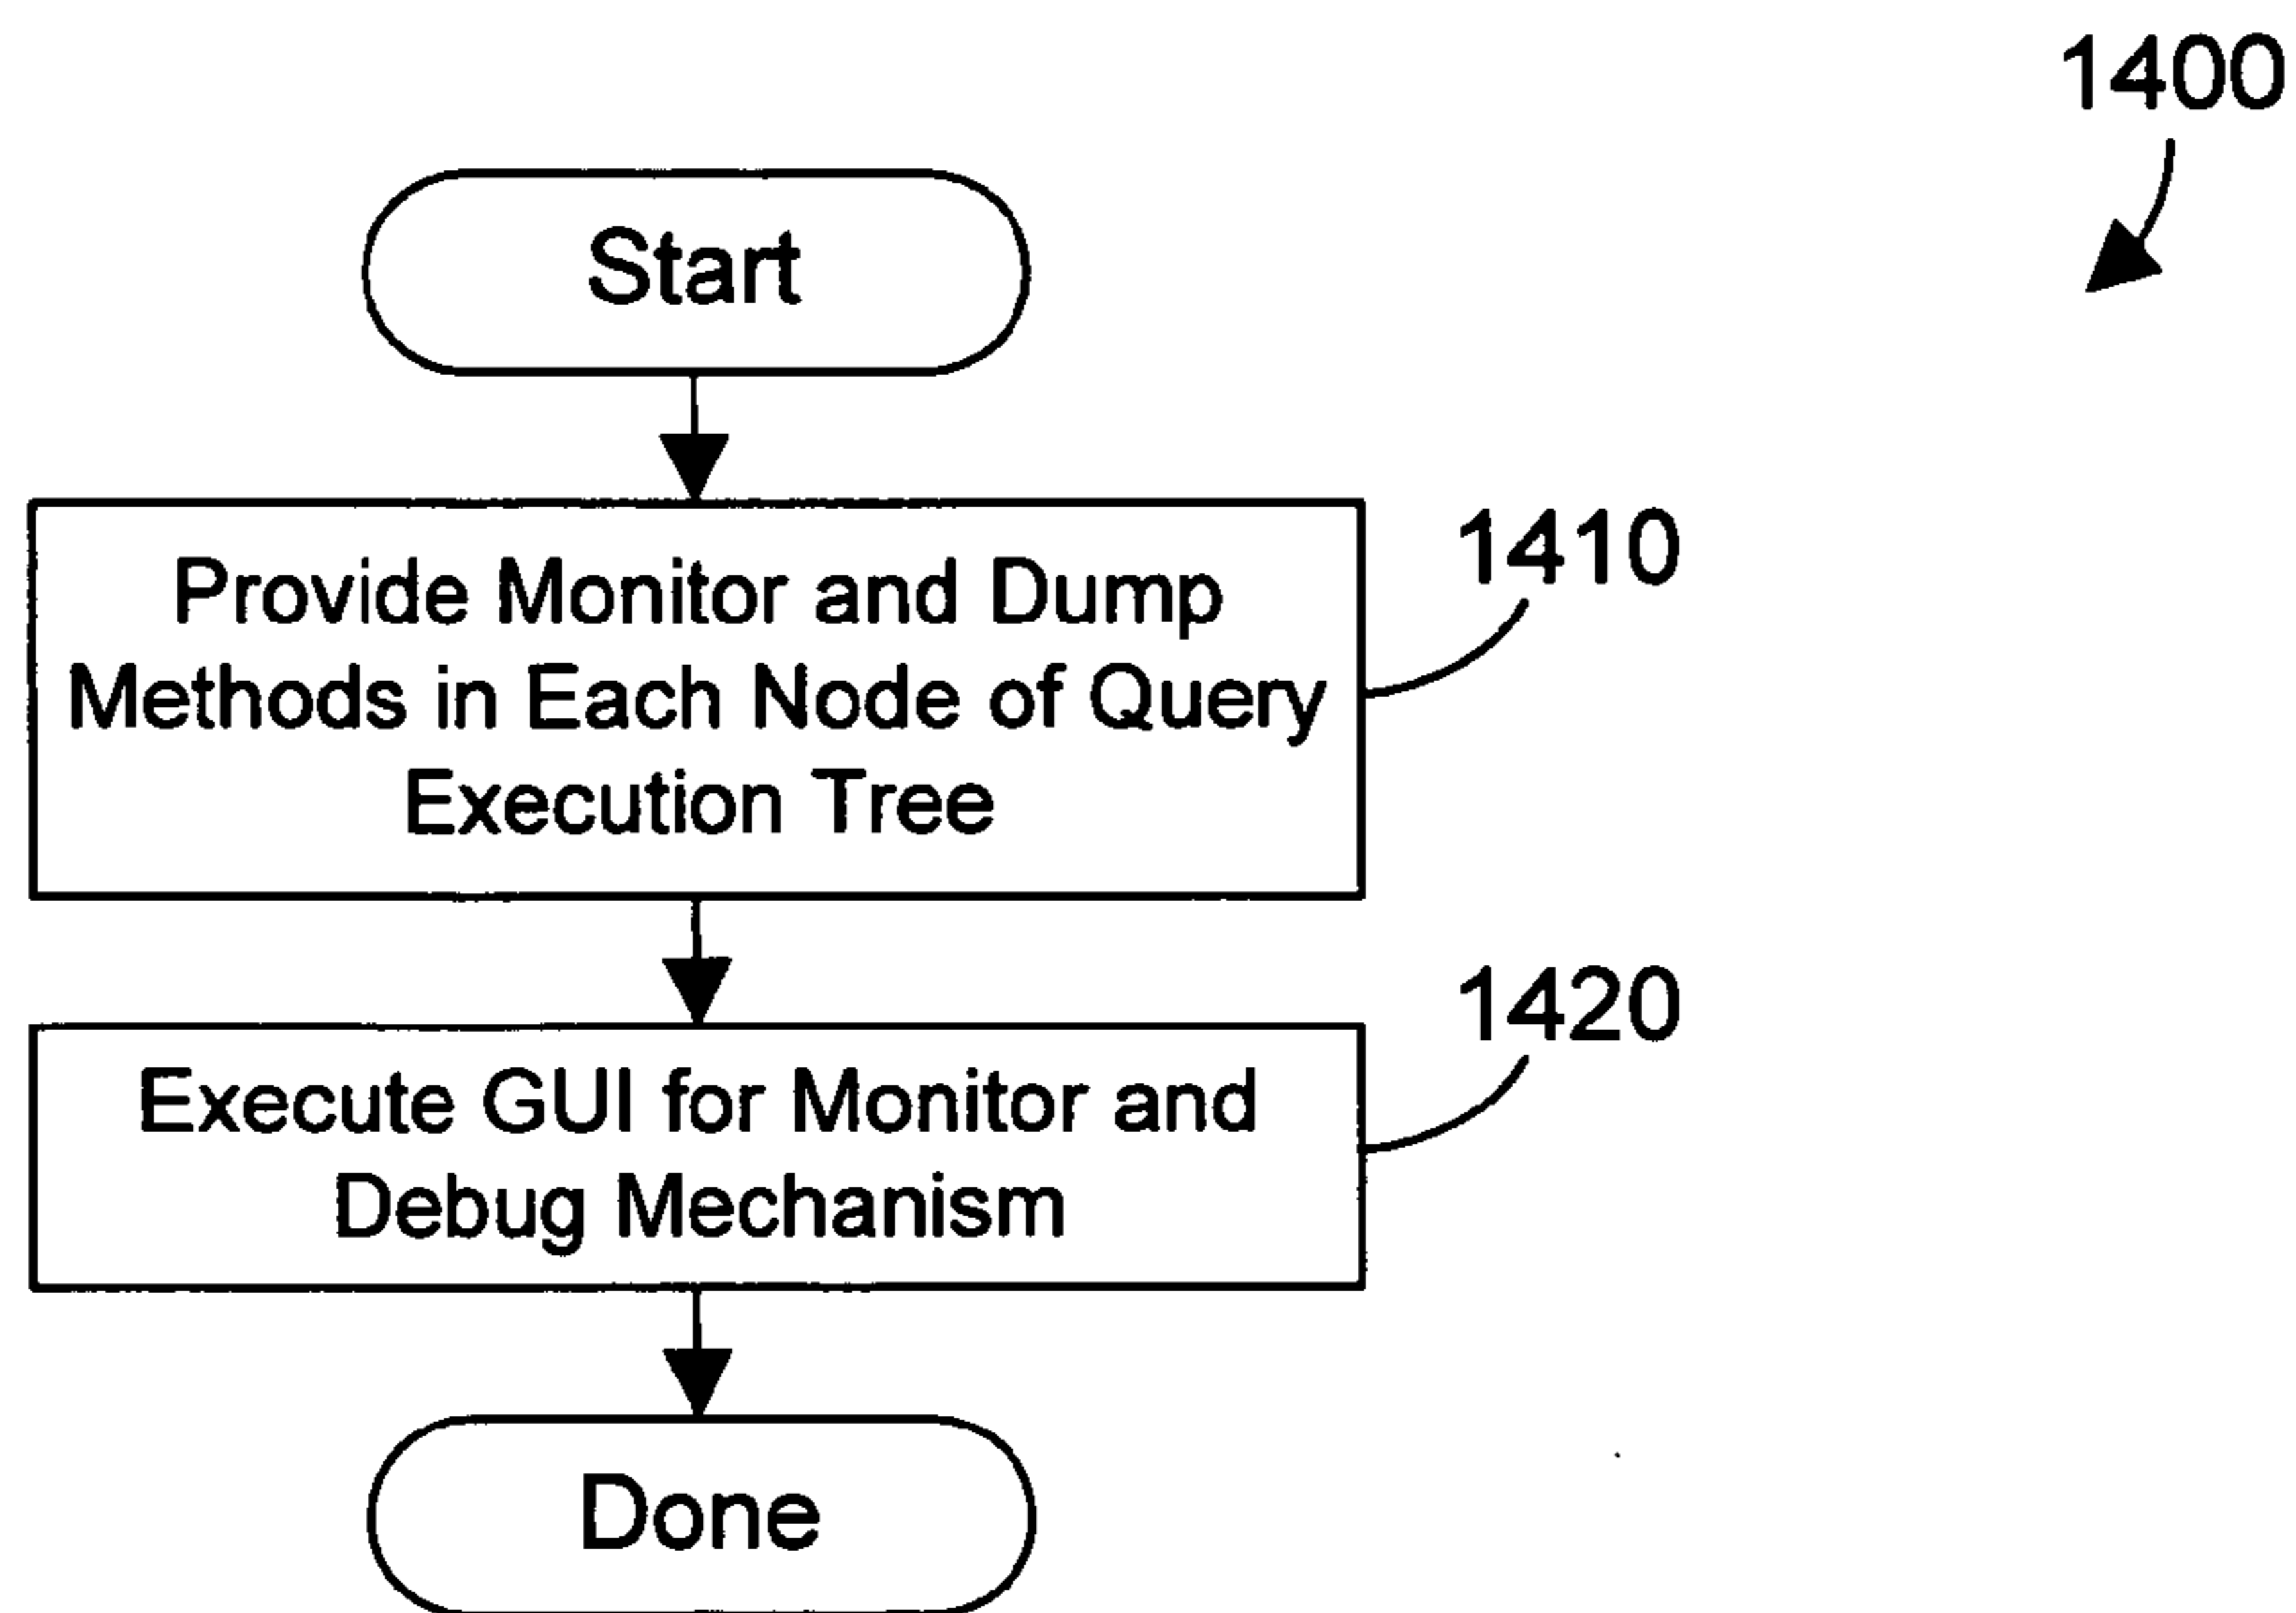 1400
Start
Provide Monitor and Dump
Methods in Each Node of Query
Execution Tree
1410
Execute GUI for Monitor and
Debug Mechanism
1420
Done